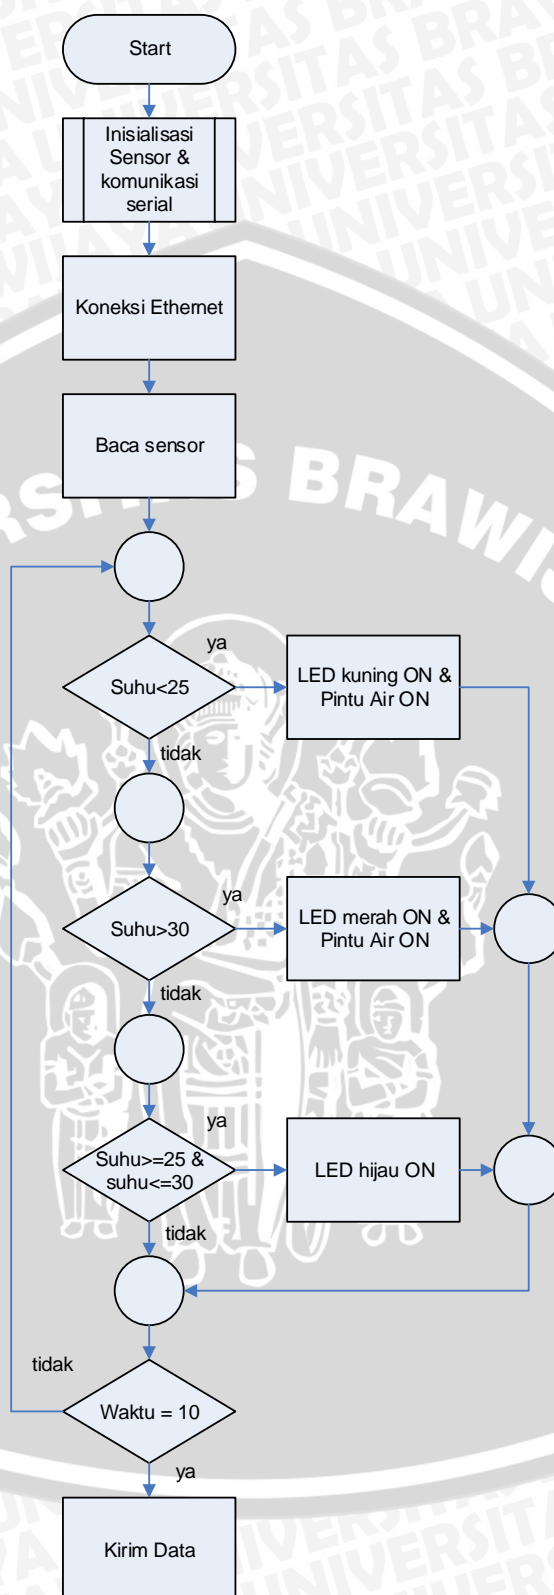 Start
Inisialisasi
Sensor &
komunikasi
serial
Koneksi Ethernet
Baca sensor
ya
Suhu<25
LED kuning ON &
Pintu Air ON
tidak
ya
Suhu>30
LED merah ON &
Pintu Air ON
tidak
ya
Suhu>=25 &
suhu<=30
LED hijau ON
tidak
tidak
Waktu = 10
ya
Kirim Data